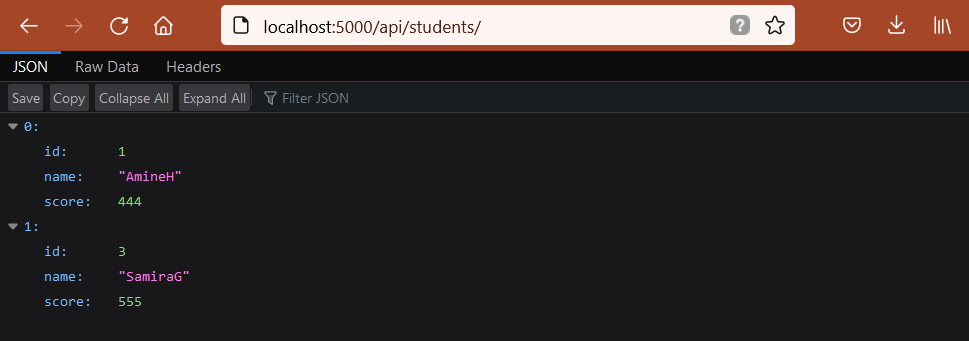 localhost:5000/api/students/
?
JSON Raw Data Headers
Save Copy Collapse All Expand All Filter JSON
0:
id: 1
name: "AmineH"
score: 444
1:
id: 3
name: "SamiraG"
score: 555